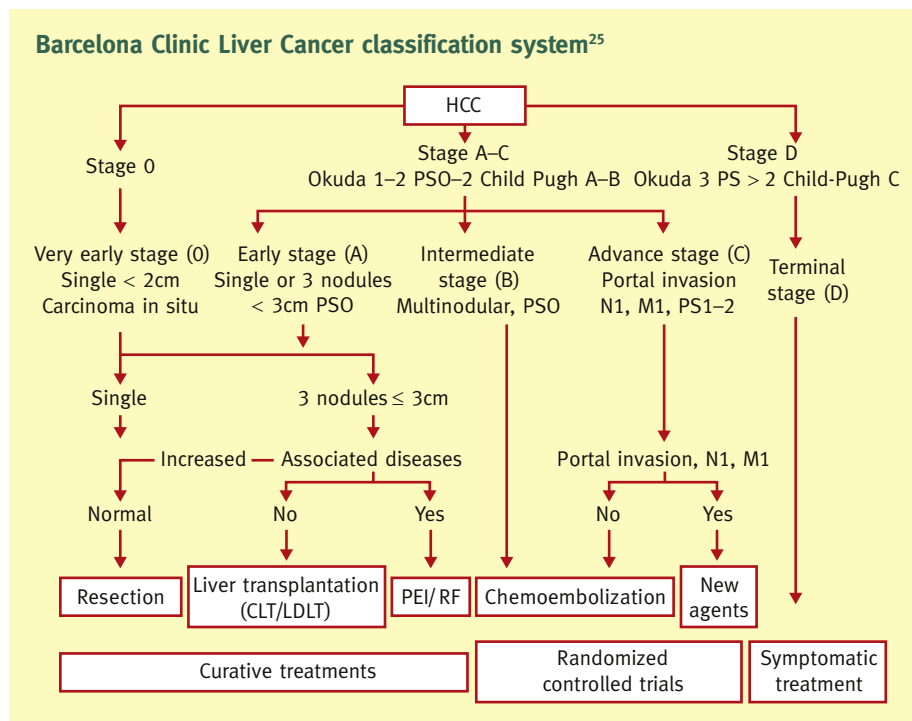 Barcelona Clinic Liver Cancer classification system25
HCC
Stage 0
Stage A–C
Okuda 1–2 PSO–2 Child Pugh A–B
Stage D
Okuda 3 PS > 2 Child-Pugh C
Very early stage (0)
Single < 2cm
Carcinoma in situ
Early stage (A)
Single or 3 nodules
< 3cm PSO
Intermediate
stage (B)
Multinodular, PSO
Advance stage (C)
Portal invasion
N1, M1, PS1–2
Terminal
stage (D)
Single
3 nodules ≤ 3cm
Increased
Associated diseases
Portal invasion, N1, M1
Normal
No
Yes
No
Yes
Resection
Liver transplantation
(CLT/LDLT)
PEI/ RF
Chemoembolization
New
agents
Curative treatments
Randomized
controlled trials
Symptomatic
treatment